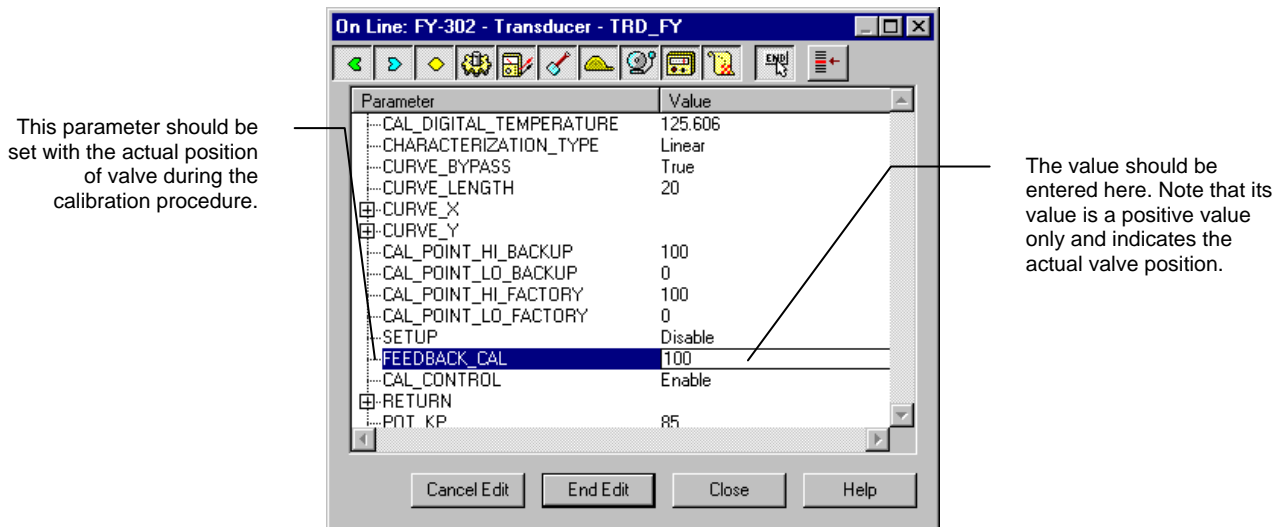 On Line: FY-302 - Transducer - TRD_FY
END
Parameter Value
CAL_DIGITAL_TEMPERATURE 125.606
CHARACTERIZATION_TYPE Linear
CURVE_BYPASS True
CURVE_LENGTH 20
CURVE_X
CURVE_Y
CAL_POINT_HI_BACKUP 100
CAL_POINT_LO_BACKUP 0
CAL_POINT_HI_FACTORY 100
CAL_POINT_LO_FACTORY 0
SETUP Disable
FEEDBACK_CAL 100
CAL_CONTROL Enable
RETURN
POT_KP 85
Cancel Edit End Edit Close Help
This parameter should be
set with the actual position
of valve during the
calibration procedure.
The value should be
entered here. Note that its
value is a positive value
only and indicates the
actual valve position.